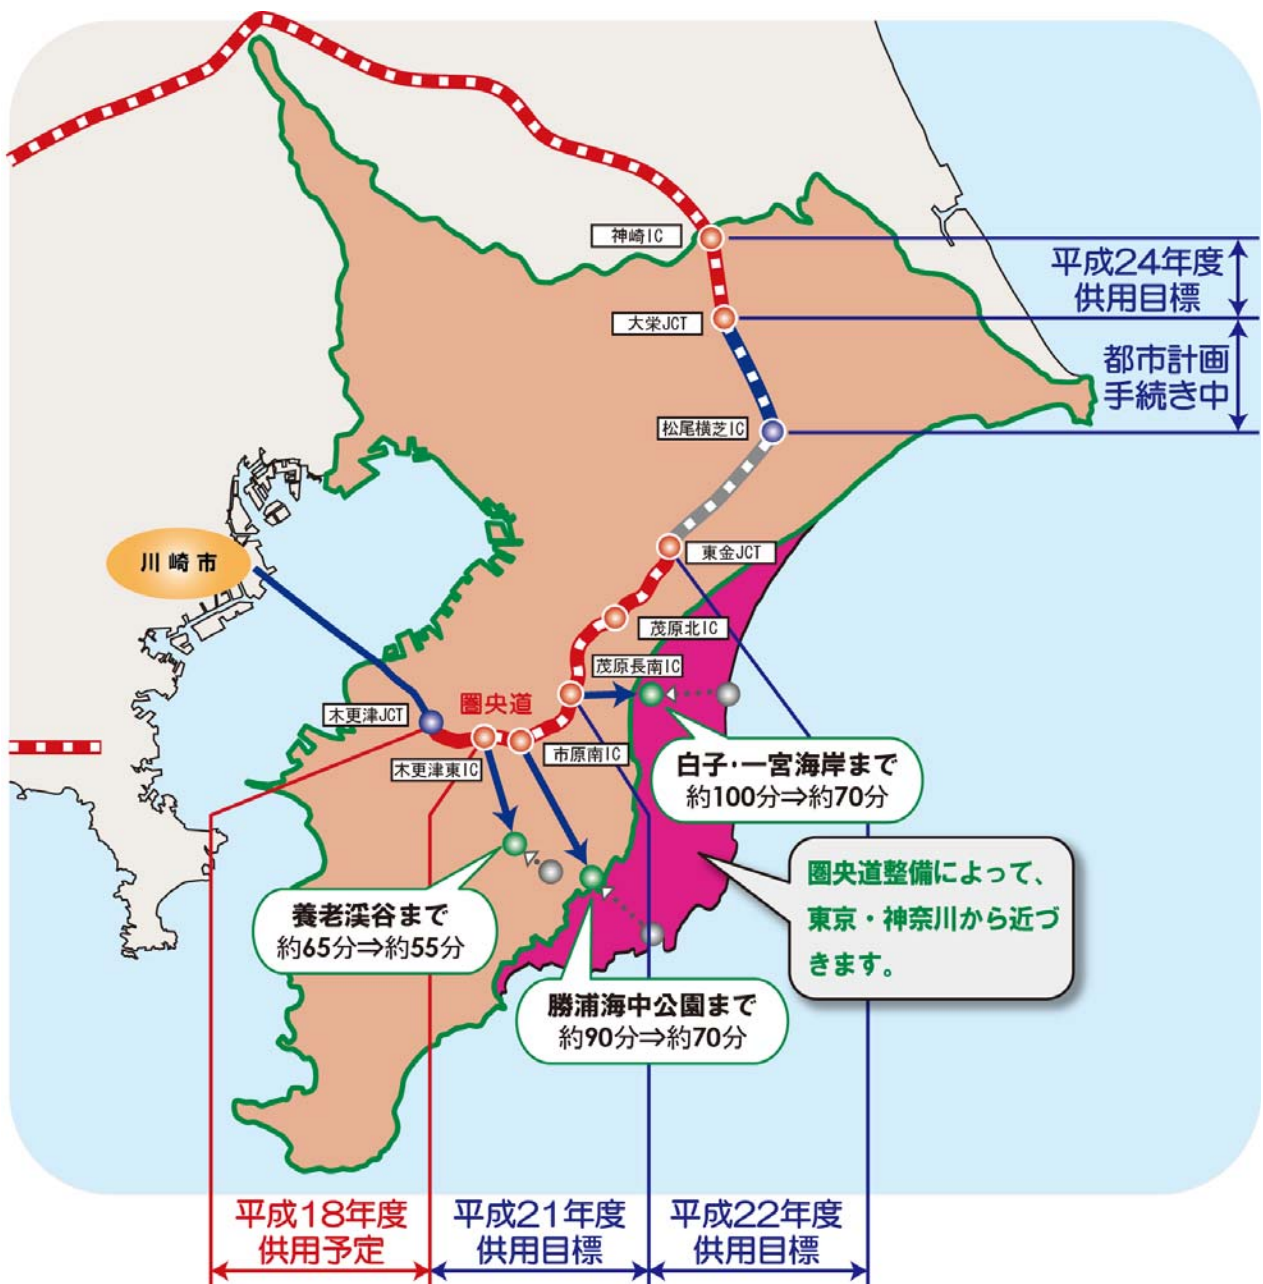 神崎IC
平成24年度
供用目標
大栄JCT
都市計画
手続き中
松尾横芝IC
川崎市
東金JCT
茂原北IC
茂原長南IC
圏央道
木更津JCT
木更津東IC
市原南IC
白子・一宮海岸まで
約100分⇒約70分
圏央道整備によって、
東京・神奈川から近づ
きます。
養老渓谷まで
約65分⇒約55分
勝浦海中公園まで
約90分⇒約70分
平成18年度
供用予定
平成21年度
供用目標
平成22年度
供用目標